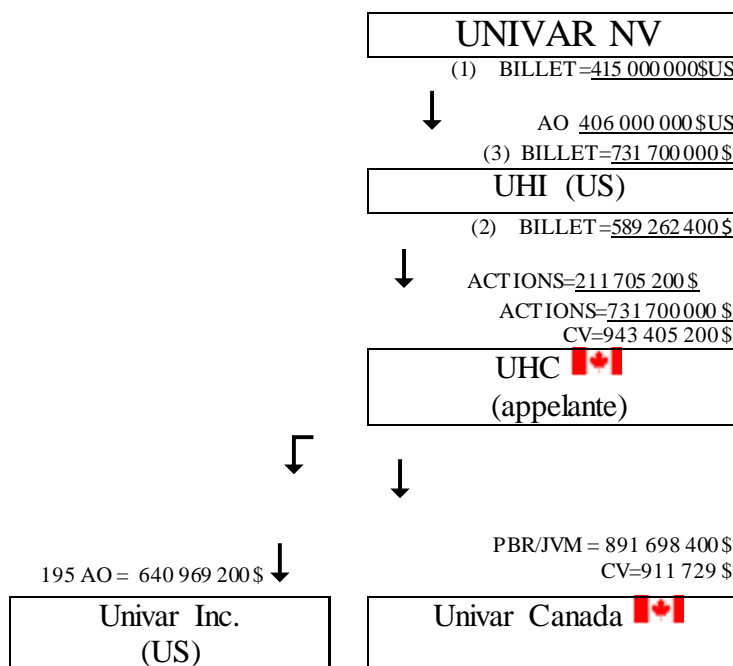 UNIVAR NV
(1) BILLET=415 000 000$US
AO 406 000 000$US
(3) BILLET=731 700 000$
UHI (US)
(2) BILLET=589 262 400$
ACTIONS=211 705 200$
ACTIONS=731 700 000 $
CV=943 405 200$
UHC
(appelante)
PBR/JVM = 891 698 400$
CV=911 729 $
195 AO = 640 969 200$
Univar Inc.
(US)
Univar Canada